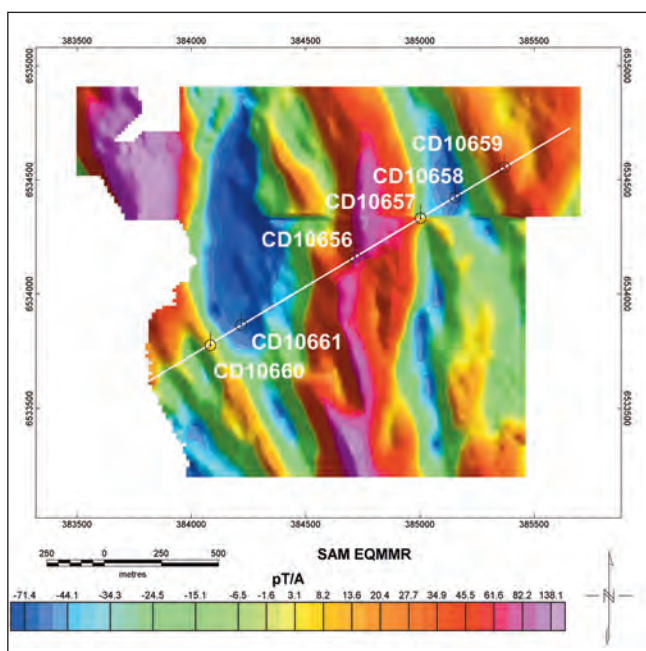 383500 384000 384500 385000 385500
6535000 6535000
CD10659
6534500 6534500
CD10658
CD10657
CD10656
6534000 6534000
CD10661
CD10660
6533500 6533500
383500 384000 384500 385000 385500
250 0 250 500
metres
SAM EQMMR
pT/A
-71.4 -44.1 -34.3 -24.5 -15.1 -6.5 -1.6 3.1 8.2 13.6 20.4 27.7 34.9 45.5 61.6 82.2 138.1
N